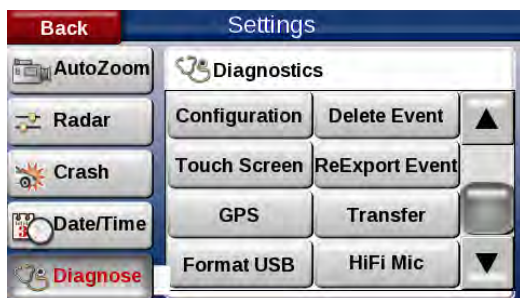 Back
Settings
AutoZoom
Radar
Crash
3
Date/Time
Diagnose
Diagnostics
Configuration
Delete Event
Touch Screen
ReExport Event
GPS
Transfer
Format USB
HiFi Mic